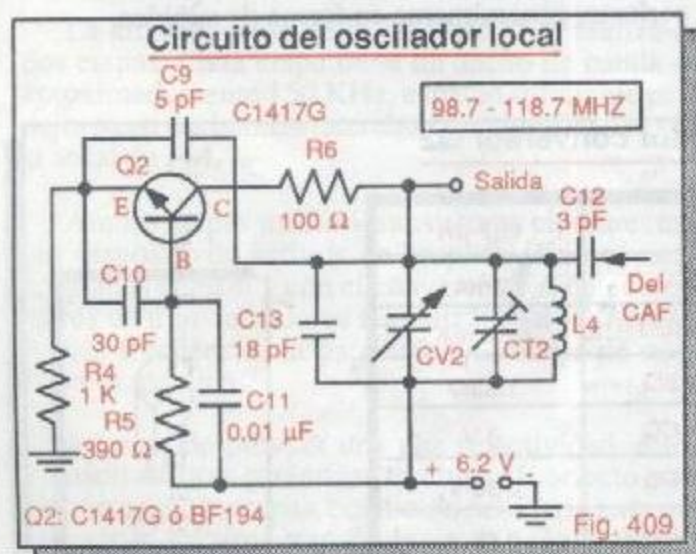 Circuito del oscilador local
C9
5 pF
C1417G
98.7 - 118.7 MHZ
Q2
R6
Salida
E
C
100 Ω
C12
3 pF
B
C10
Del
CAF
C13
L4
30 pF
18 pF
CV2
CT2
R4
1 K
R5
C11
390 Ω
0.01 µF
+ 6.2 V
Q2: C1417G ó BF194
Fig. 409